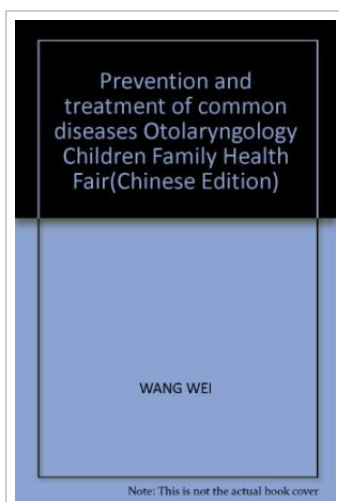 Prevention and
treatment of common
diseases Otolaryngology
Children Family Health
Fair(Chinese Edition)
WANG WEI
Note: This is not the actual book cover